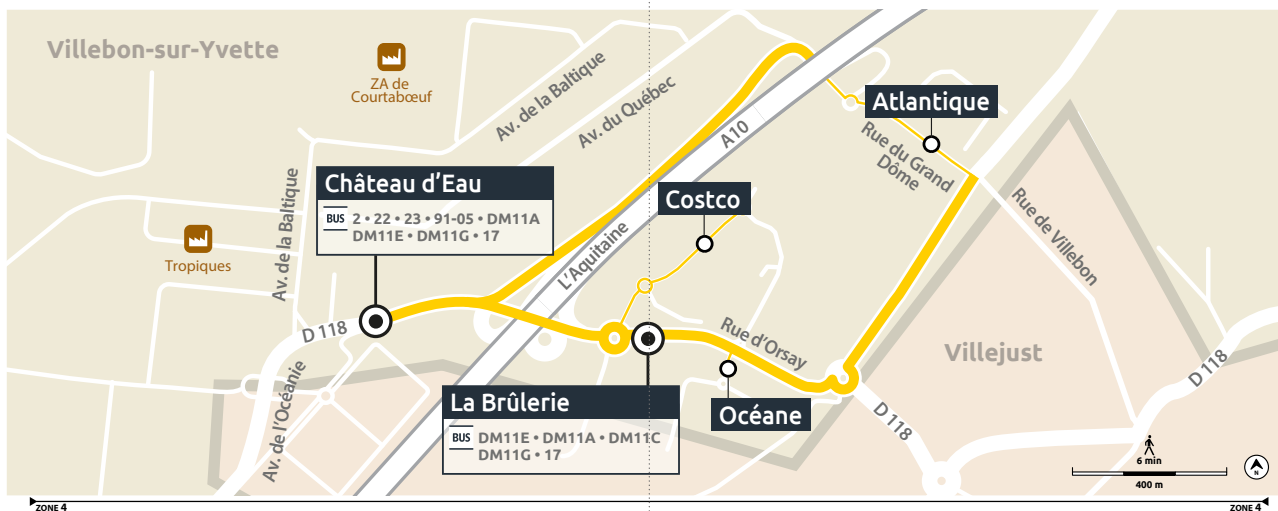 Villebon-sur-Yvette
ZA de
Courtabœuf
Av. de la Baltique
Av. du Québec
A10
Atlantique
Rue du Grand
Dôme
Château d'Eau
BUS 2 • 22 • 23 • 91-05 • DM11A
DM11E • DM11G • 17
Costco
Av. de la Baltique
Tropiques
L'Aquitaine
Rue de Villebon
D 118
Rue d'Orsay
Villejust
D 118
Av. de l'Océanie
La Brûlerie
BUS DM11E • DM11A • DM11C
DM11G • 17
Océane
D 118
6 min
400 m
N
ZONE 4
ZONE 4